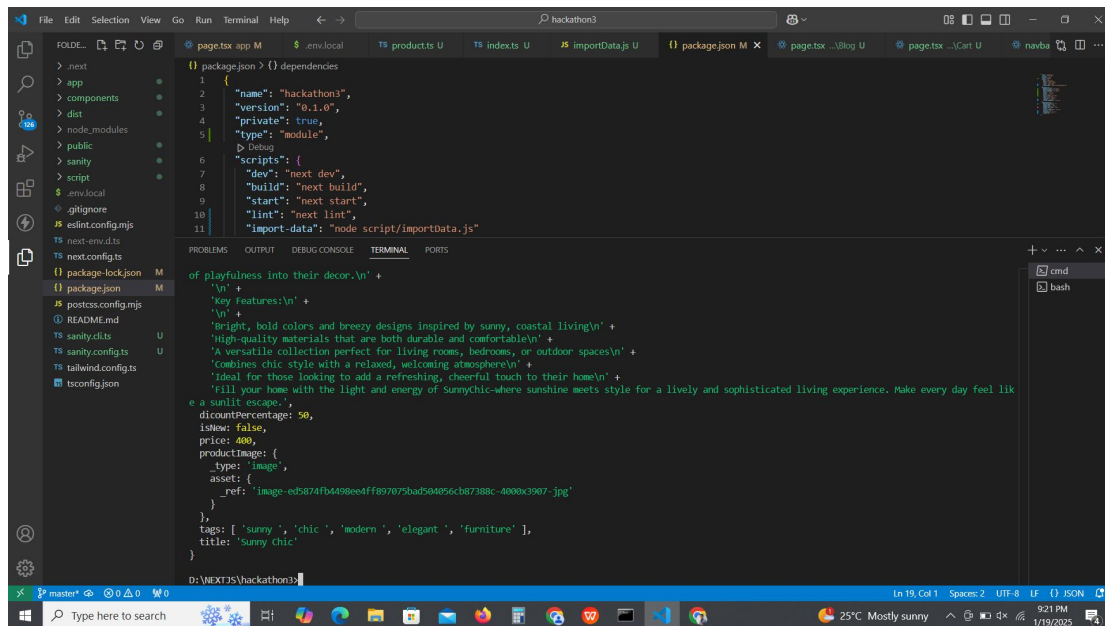 File Edit Selection View Go Run Terminal Help
hackathon3
FOLDE...
page.tsx app M
.env.local
TS product.ts U
TS index.ts U
JS importData.js U
{} package.json M
page.tsx ...\Blog U
page.tsx ...\Cart U
navba
.next
app
components
dist
node_modules
public
sanity
script
$ .env.local
.gitignore
JS eslint.config.mjs
TS next-env.d.ts
TS next.config.ts
{} package-lock.json M
{} package.json M
JS postcss.config.mjs
README.md
TS sanity.cli.ts U
TS sanity.config.ts U
TS tailwind.config.ts
tsconfig.json
126
{} package.json > {} dependencies
1 {
2 "name": "hackathon3",
3 "version": "0.1.0",
4 "private": true,
5 "type": "module",
Debug
6 "scripts": {
7 "dev": "next dev",
8 "build": "next build",
9 "start": "next start",
10 "lint": "next lint",
11 "import-data": "node script/importData.js"
PROBLEMS OUTPUT DEBUG CONSOLE TERMINAL PORTS
cmd
bash
of playfulness into their decor.\n' +
'\n' +
'Key Features:\n' +
'\n' +
'Bright, bold colors and breezy designs inspired by sunny, coastal living\n' +
'High-quality materials that are both durable and comfortable\n' +
'A versatile collection perfect for living rooms, bedrooms, or outdoor spaces\n' +
'Combines chic style with a relaxed, welcoming atmosphere\n' +
'Ideal for those looking to add a refreshing, cheerful touch to their home\n' +
'Fill your home with the light and energy of SunnyChic—where sunshine meets style for a lively and sophisticated living experience. Make every day feel lik
e a sunlit escape.',
dicountPercentage: 50,
isNew: false,
price: 400,
productImage: {
_type: 'image',
asset: {
_ref: 'image-ed5874fb4498ee4ff897075bad504056cb87388c-4000x3907-jpg'
}
},
tags: [ 'sunny ', 'chic ', 'modern ', 'elegant ', 'furniture' ],
title: 'Sunny Chic'
}
D:\NEXTJS\hackathon3>
master* 0 0 0
Ln 19, Col 1 Spaces: 2 UTF-8 LF {} JSON
Type here to search
25°C Mostly sunny
9:21 PM
1/19/2025
4